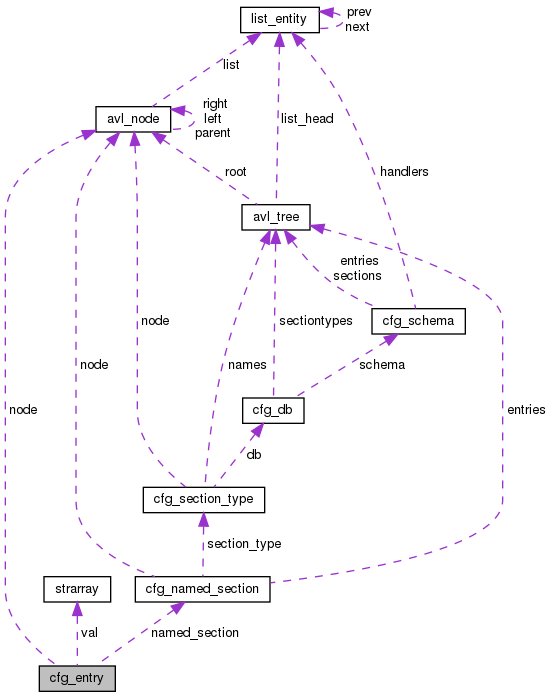 list_entity
prev
next
list
right
left
parent
avl_node
list_head
handlers
root
avl_tree
entries
sections
node
sectiontypes
cfg_schema
names
schema
node
cfg_db
node
entries
db
cfg_section_type
section_type
strarray
cfg_named_section
val
named_section
cfg_entry